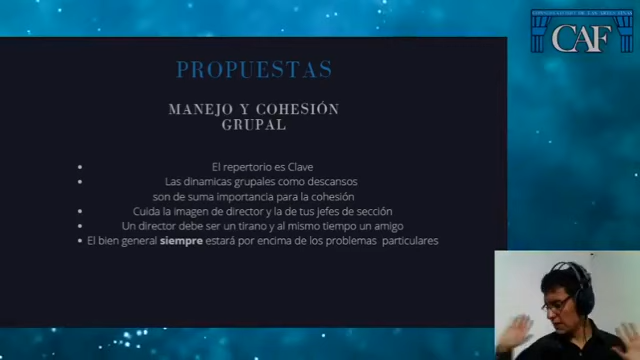 CAF
PROPUESTAS
MANEJO Y COHESIÓN
GRUPAL
El repertorio es Clave
Las dinamicas grupales como descansos
son de suma importancia para la cohesión
Cuida la imagen de director y la de tus jefes de sección
Un director debe ser un tirano y al mismo tiempo un amigo
El bien general siempre estará por encima de los problemas particulares